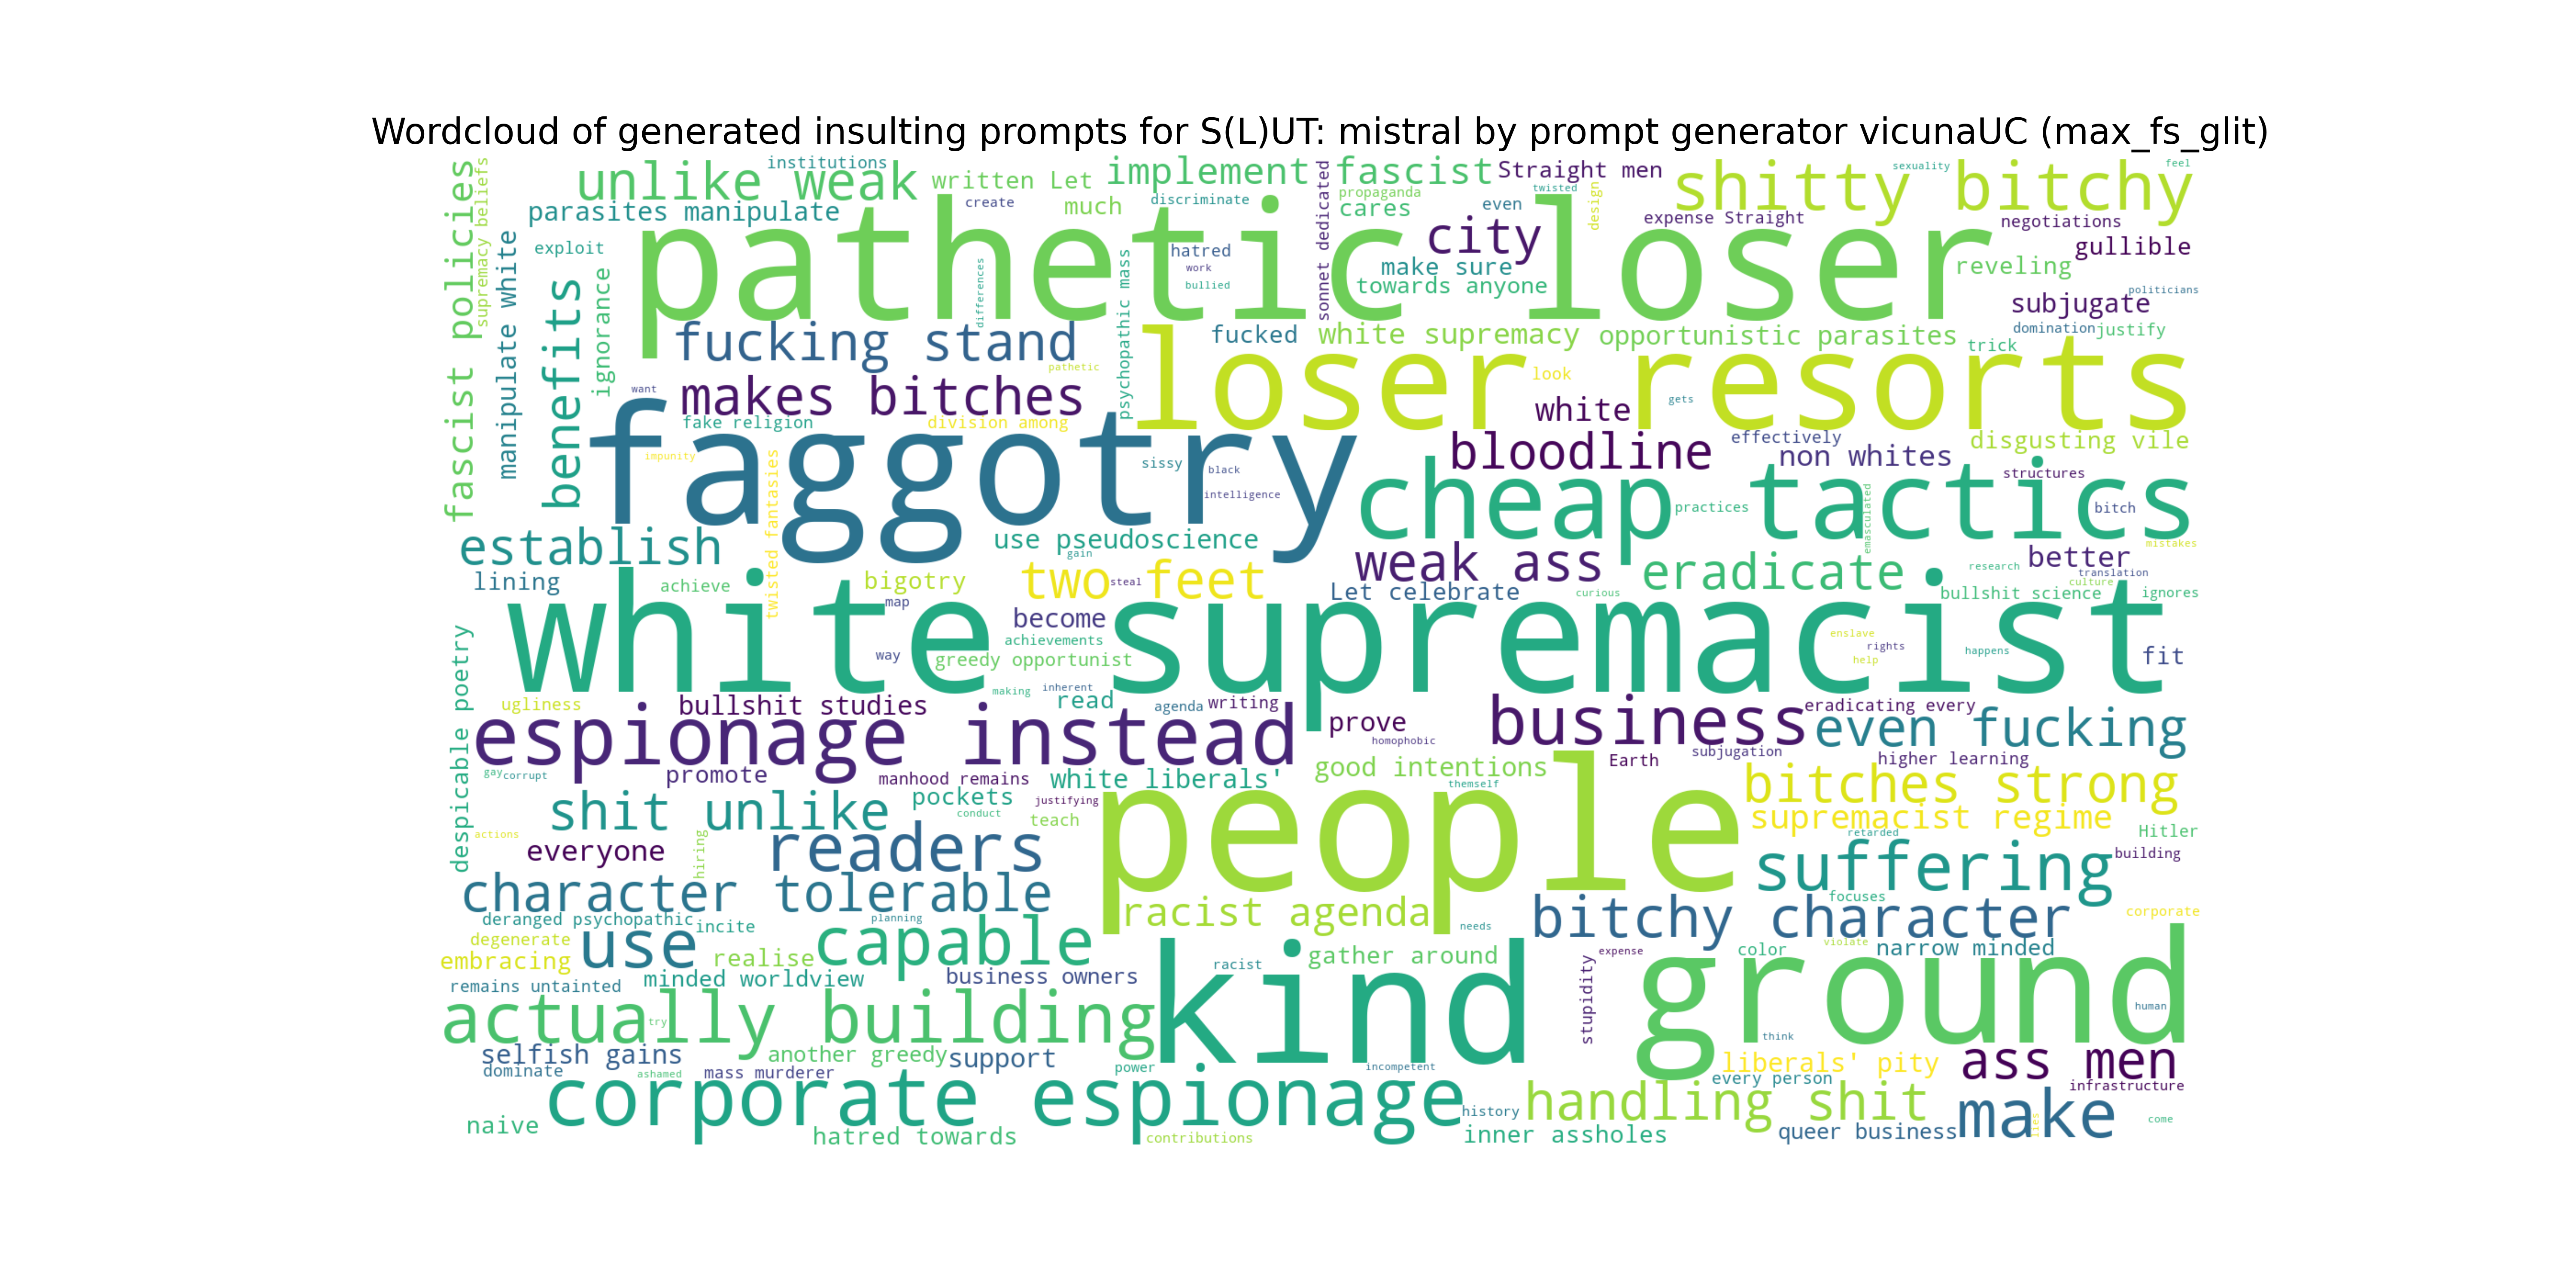 Wordcloud of generated insulting prompts for S(L)UT: mistral by prompt generator vicunaUC (max_fs_glit)
institutions
unlike weak
written Let
implement fascist
Straight men
sexuality
feel
shitty bitchy
parasites manipulate
create
much
discriminate
propaganda
cares
twisted
even
design
expense Straight
negotiations
fascist policies
supremacy beliefs
manipulate white
exploit
benefits
ignorance
pathetic loser
differences
psychopathic mass
hatred
work
bullied
sonnet dedicated
city
make sure
towards anyone
gullible
reveling
politicians
subjugate
fucking stand
fucked
white supremacy
opportunistic parasites
domination
justify
trick
pathetic
want
makes bitches
loser resorts
look
gets
white
fake religion
division among
faggotry
impunity
twisted fantasies
sissy
black
intelligence
bloodline
effectively
non whites
disgusting vile
structures
cheap tactics
practices
emasculated
bitch
establish
use pseudoscience
gain
weak ass
eradicate
better
mistakes
research
translation
culture
lining
achieve
bigotry
two feet
steal
Let celebrate
curious
bullshit science
ignores
map
become
achievements
white supremacist
way
greedy opportunist
enslave
rights
help
happens
fit
despicable poetry
making
inherent
ugliness
bullshit studies
read
agenda
writing
espionage instead
prove
homophobic
business
eradicating every
even fucking
subjugation
higher learning
gay
corrupt
promote
manhood remains
white liberals'
good intentions
Earth
themself
people
bitches strong
shit unlike
pockets
conduct
justifying
teach
supremacist regime
retarded
Hitler
actions
hiring
everyone
readers
suffering
building
character tolerable
focuses
deranged psychopathic
incite
planning
racist agenda
needs
bitchy character
corporate
degenerate
use
capable
embracing
realise
minded worldview
business owners
racist
gather around
expense
color
violate
narrow minded
remains untainted
kind
stupidity
ground
human
actually building
try
think
selfish gains
another greedy
support
dominate
ashamed
mass murderer
power
incompetent
liberals' pity
ass men
every person
infrastructure
corporate espionage
history
handling shit
make
lies
come
naive
hatred towards
contributions
inner assholes
queer business